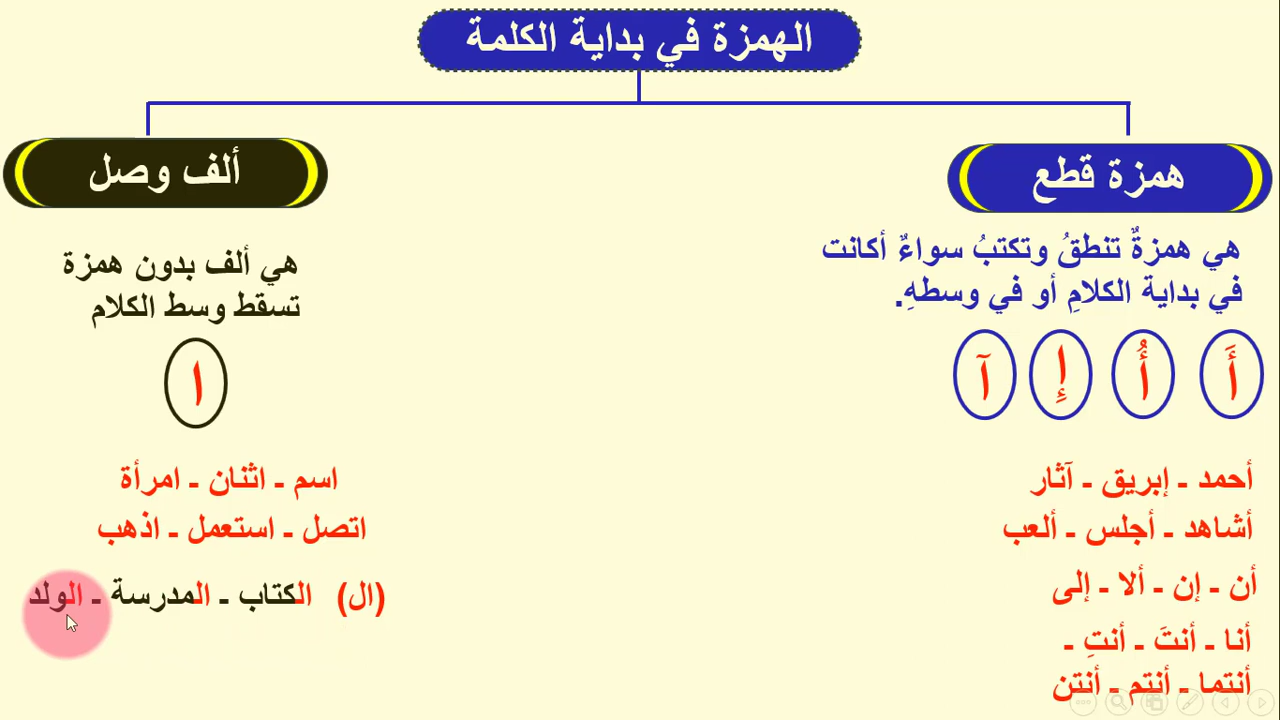 الهمزة في بداية الكلمة
همزة قطع
هي همزةٌ تنطقُ وتكتبُ سواءٌ أكانت
في بداية الكلامِ أو في وسطهِ.
أَ أُ إِ آ
أحمد ـ إبريق ـ آثار
أشاهد ـ أجلس ـ ألعب
أن ـ إن ـ ألا ـ إلى
أنا ـ أنتَ ـ أنتِ ـ
أنتما ـ أنتم ـ أنتن
ألف وصل
هي ألف بدون همزة
تسقط وسط الكلام
ا
اسم ـ اثنان ـ امرأة
اتصل ـ استعمل ـ اذهب
(ال) الكتاب ـ المدرسة ـ الولد